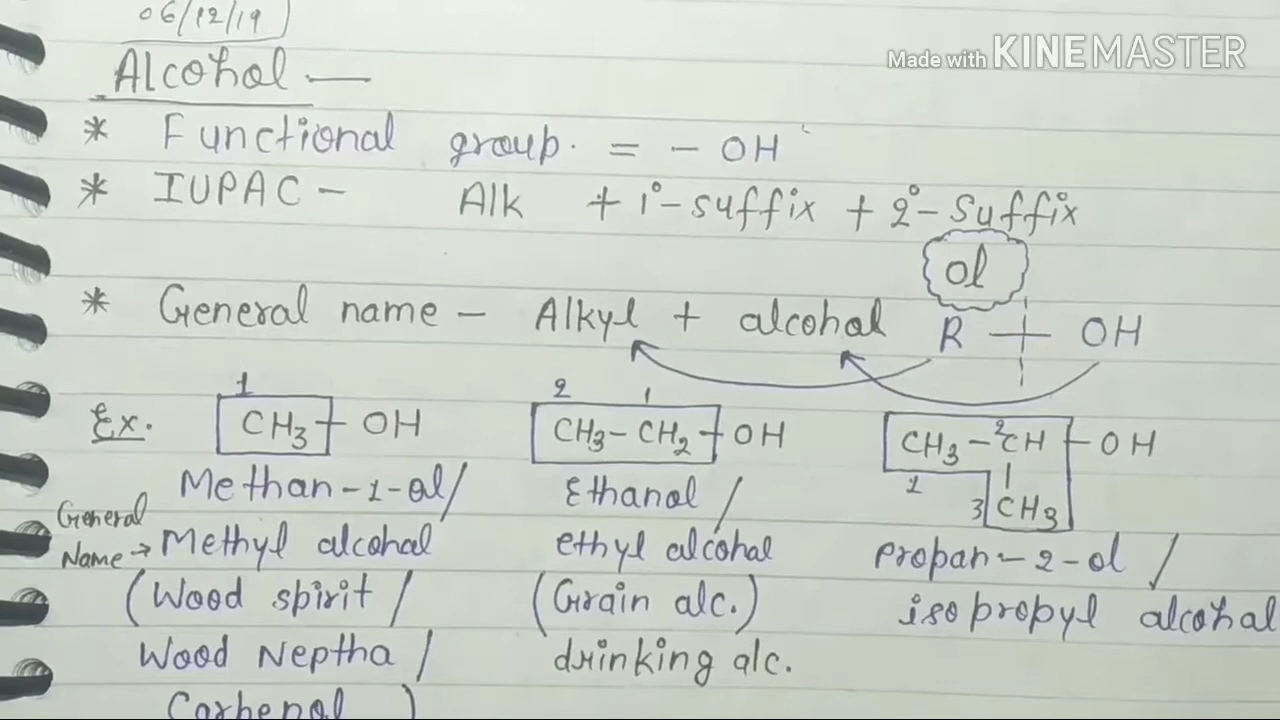 06/12/19
Made with KINEMASTER
Alcohal —
* Functional group. = - OH
* IUPAC - Alk + 1°-suffix + 2°-Suffix
ol
* General name - Alkyl + alcohal R + OH
1 2 1
Ex. CH3 - OH CH3 - CH2 - OH CH3 - 2CH - OH
1
3 CH3
Methan-1-ol/ Ethanol /
General
Name → Methyl alcohal ethyl alcohal propan-2-ol /
(Wood spirit / (Grain alc.) isopropyl alcohal
Wood Neptha / drinking alc.
Carbenol )